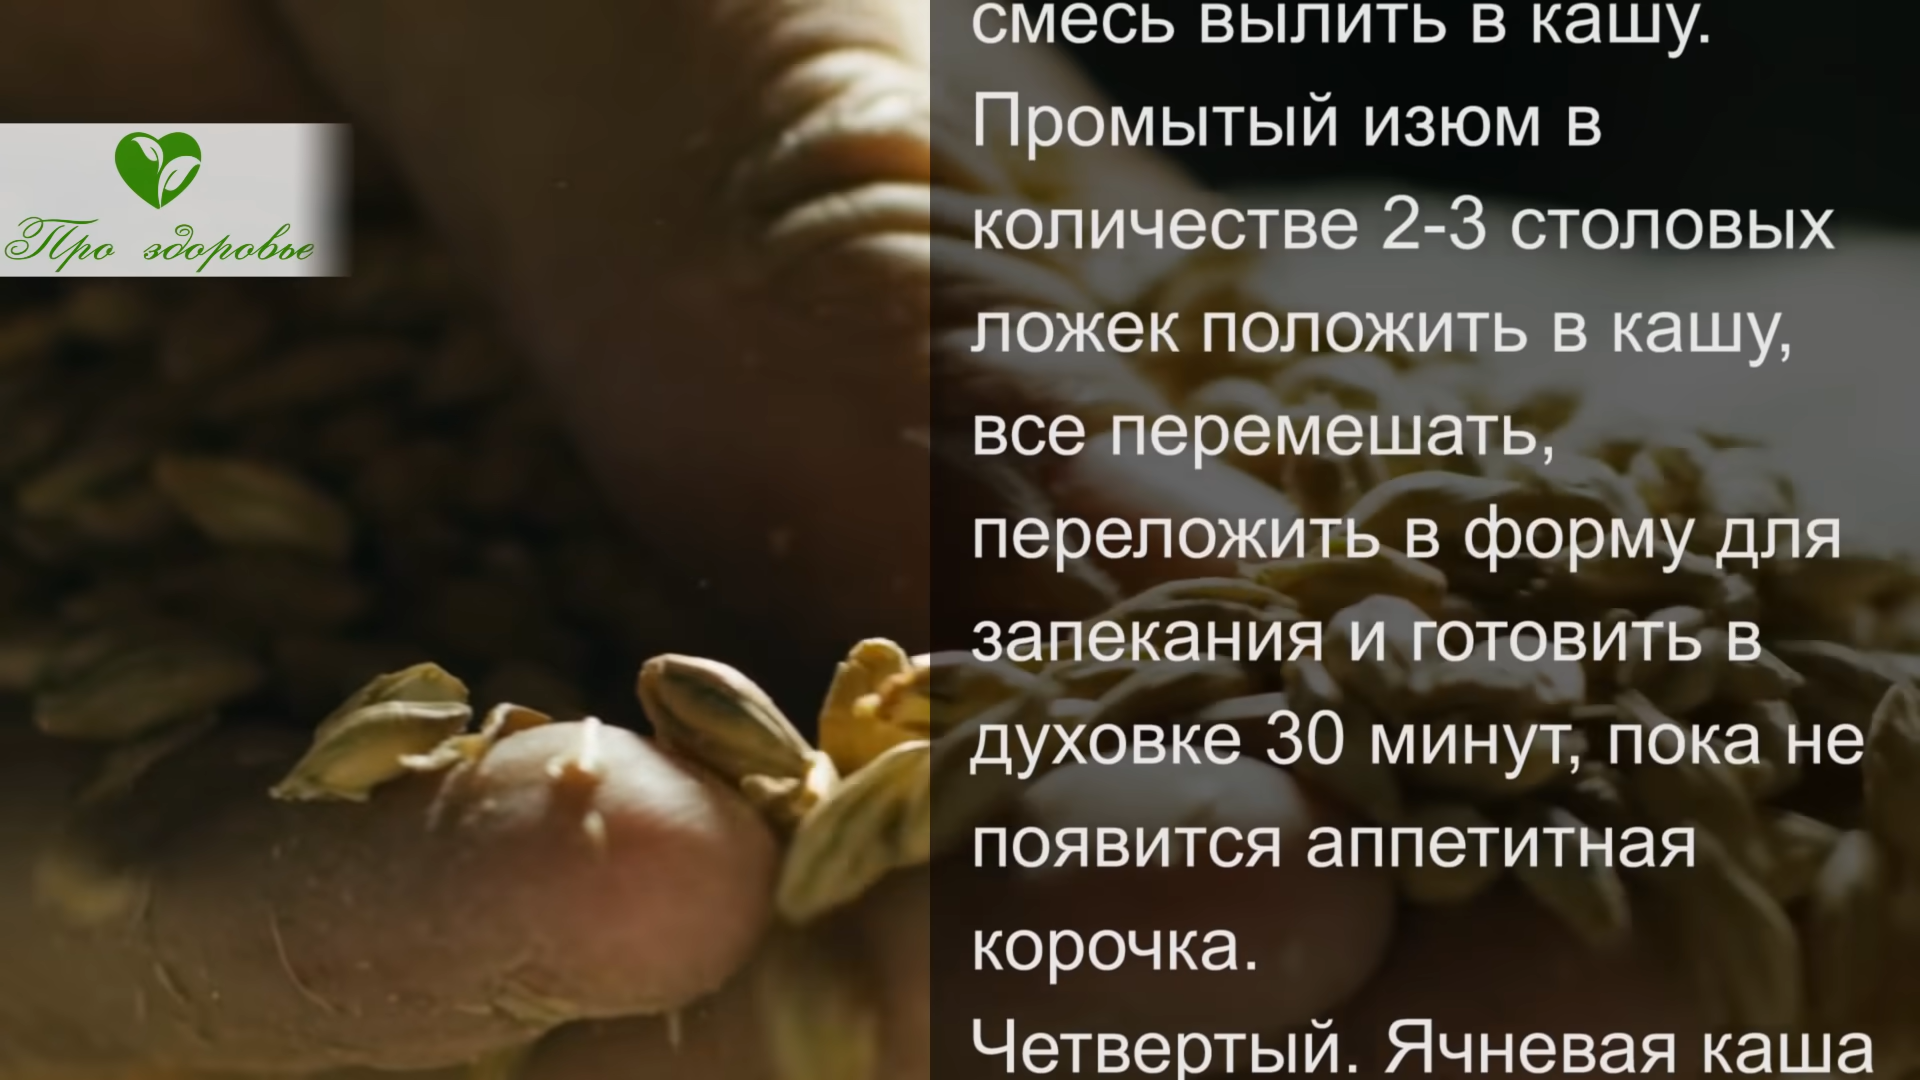 Про здоровье
смесь вылить в кашу.
Промытый изюм в
количестве 2-3 столовых
ложек положить в кашу,
все перемешать,
переложить в форму для
запекания и готовить в
духовке 30 минут, пока не
появится аппетитная
корочка.
Четвертый. Ячневая каша